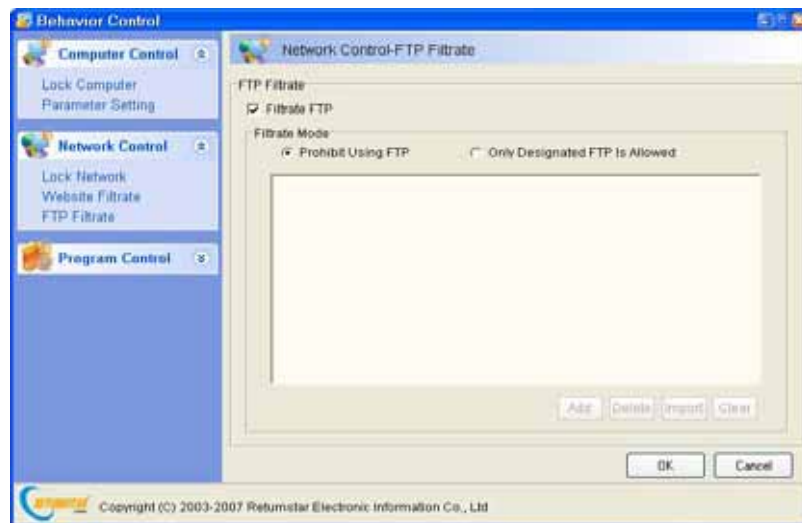 Behavior Control
Computer Control
Lock Computer
Parameter Setting
Network Control
Lock Network
Website Filtrate
FTP Filtrate
Program Control
Network Control-FTP Filtrate
FTP Filtrate
Filtrate FTP
Filtrate Mode
Prohibit Using FTP
Only Designated FTP Is Allowed
Add Delete Import Clear
OK Cancel
Copyright (C) 2003-2007 Returnstar Electronic Information Co., Ltd